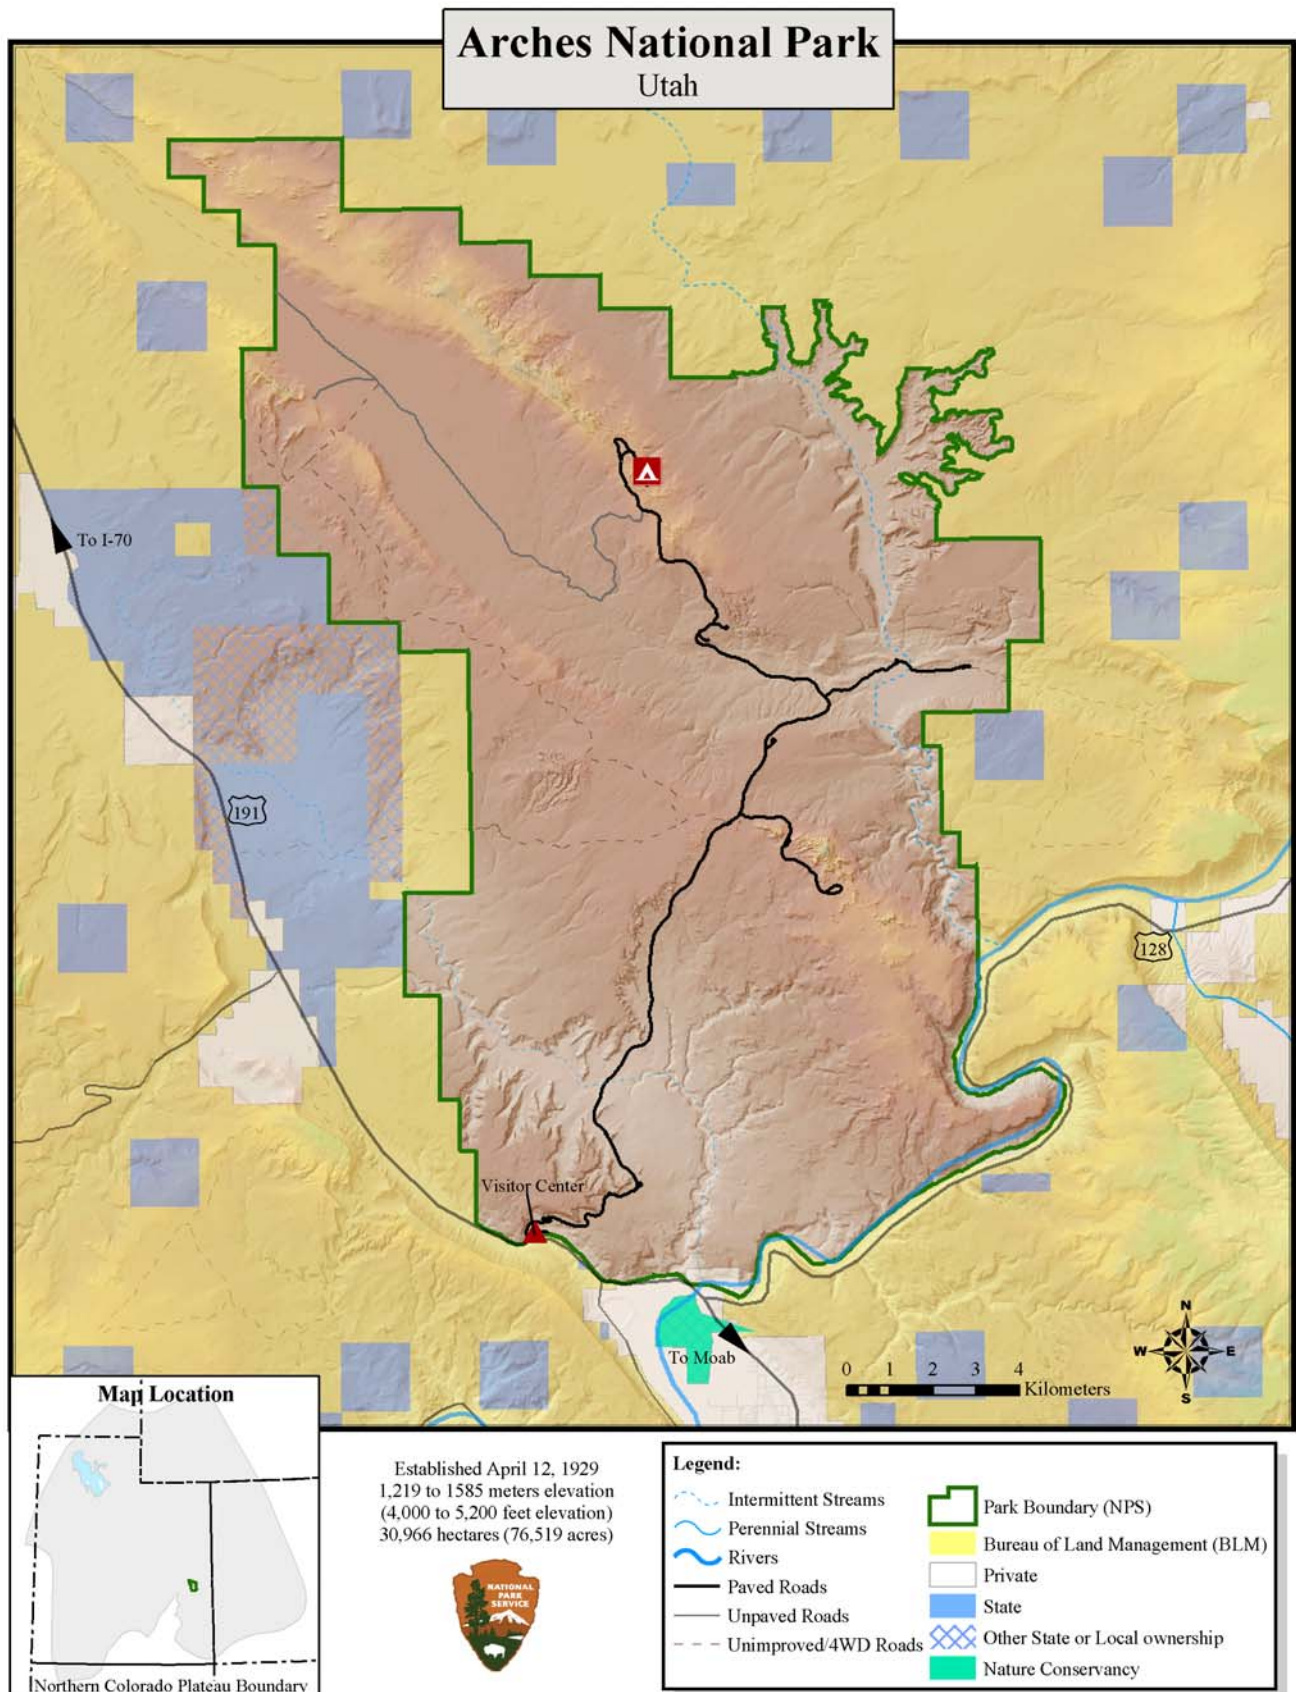 Arches National Park
Utah
To I-70
191
128
Visitor Center
To Moab
N
W E
S
0 1 2 3 4
Kilometers
Map Location
Northern Colorado Plateau Boundary
Established April 12, 1929
1,219 to 1585 meters elevation
(4,000 to 5,200 feet elevation)
30,966 hectares (76,519 acres)
NATIONAL
PARK
SERVICE
Legend:
Intermittent Streams
Perennial Streams
Rivers
Paved Roads
Unpaved Roads
Unimproved/4WD Roads
Park Boundary (NPS)
Bureau of Land Management (BLM)
Private
State
Other State or Local ownership
Nature Conservancy